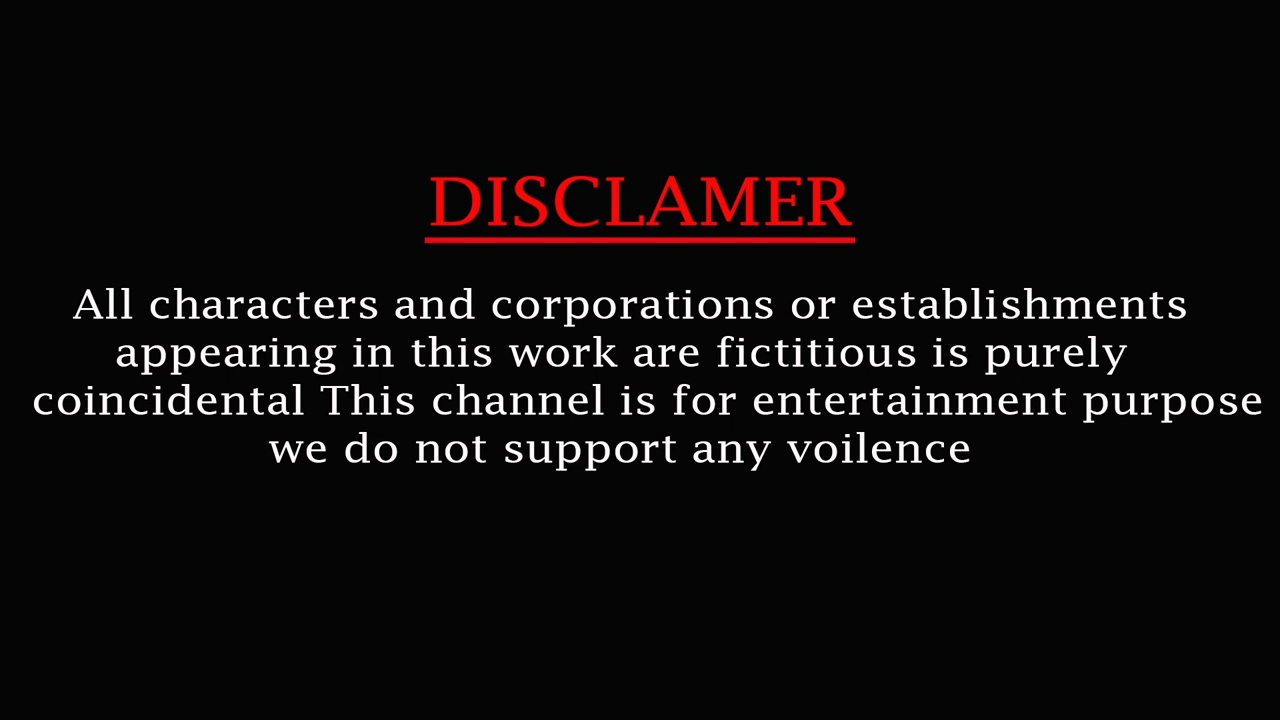 DISCLAMER
All characters and corporations or establishments
appearing in this work are fictitious is purely
coincidental This channel is for entertainment purpose
we do not support any voilence